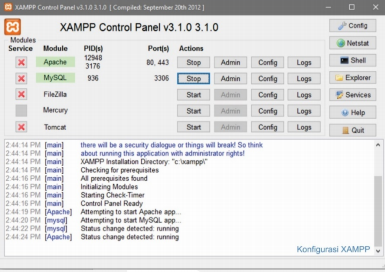 XAMPP Control Panel v3.1.0 3.1.0 [ Compiled: September 20th 2012 ]
XAMPP Control Panel v3.1.0 3.1.0
Config
Modules
Service Module PID(s) Port(s) Actions
Netstat
Apache 12948 3176 80, 443 Stop Admin Config Logs
Shell
MySQL 936 3306 Stop Admin Config Logs
Explorer
FileZilla Start Admin Config Logs
Services
Mercury Start Admin Config Logs
Help
Tomcat Start Admin Config Logs
Quit
2:44:14 PM [main] there will be a security dialogue or things will break! So think
2:44:14 PM [main] about running this application with administrator rights!
2:44:14 PM [main] XAMPP Installation Directory: "c:\xampp\"
2:44:14 PM [main] Checking for prerequisites
2:44:16 PM [main] All prerequisites found
2:44:16 PM [main] Initializing Modules
2:44:16 PM [main] Starting Check-Timer
2:44:16 PM [main] Control Panel Ready
2:44:19 PM [Apache] Attempting to start Apache app...
2:44:20 PM [mysql] Attempting to start MySQL app...
2:44:22 PM [mysql] Status change detected: running
2:44:24 PM [Apache] Status change detected: running
Konfigurasi XAMPP